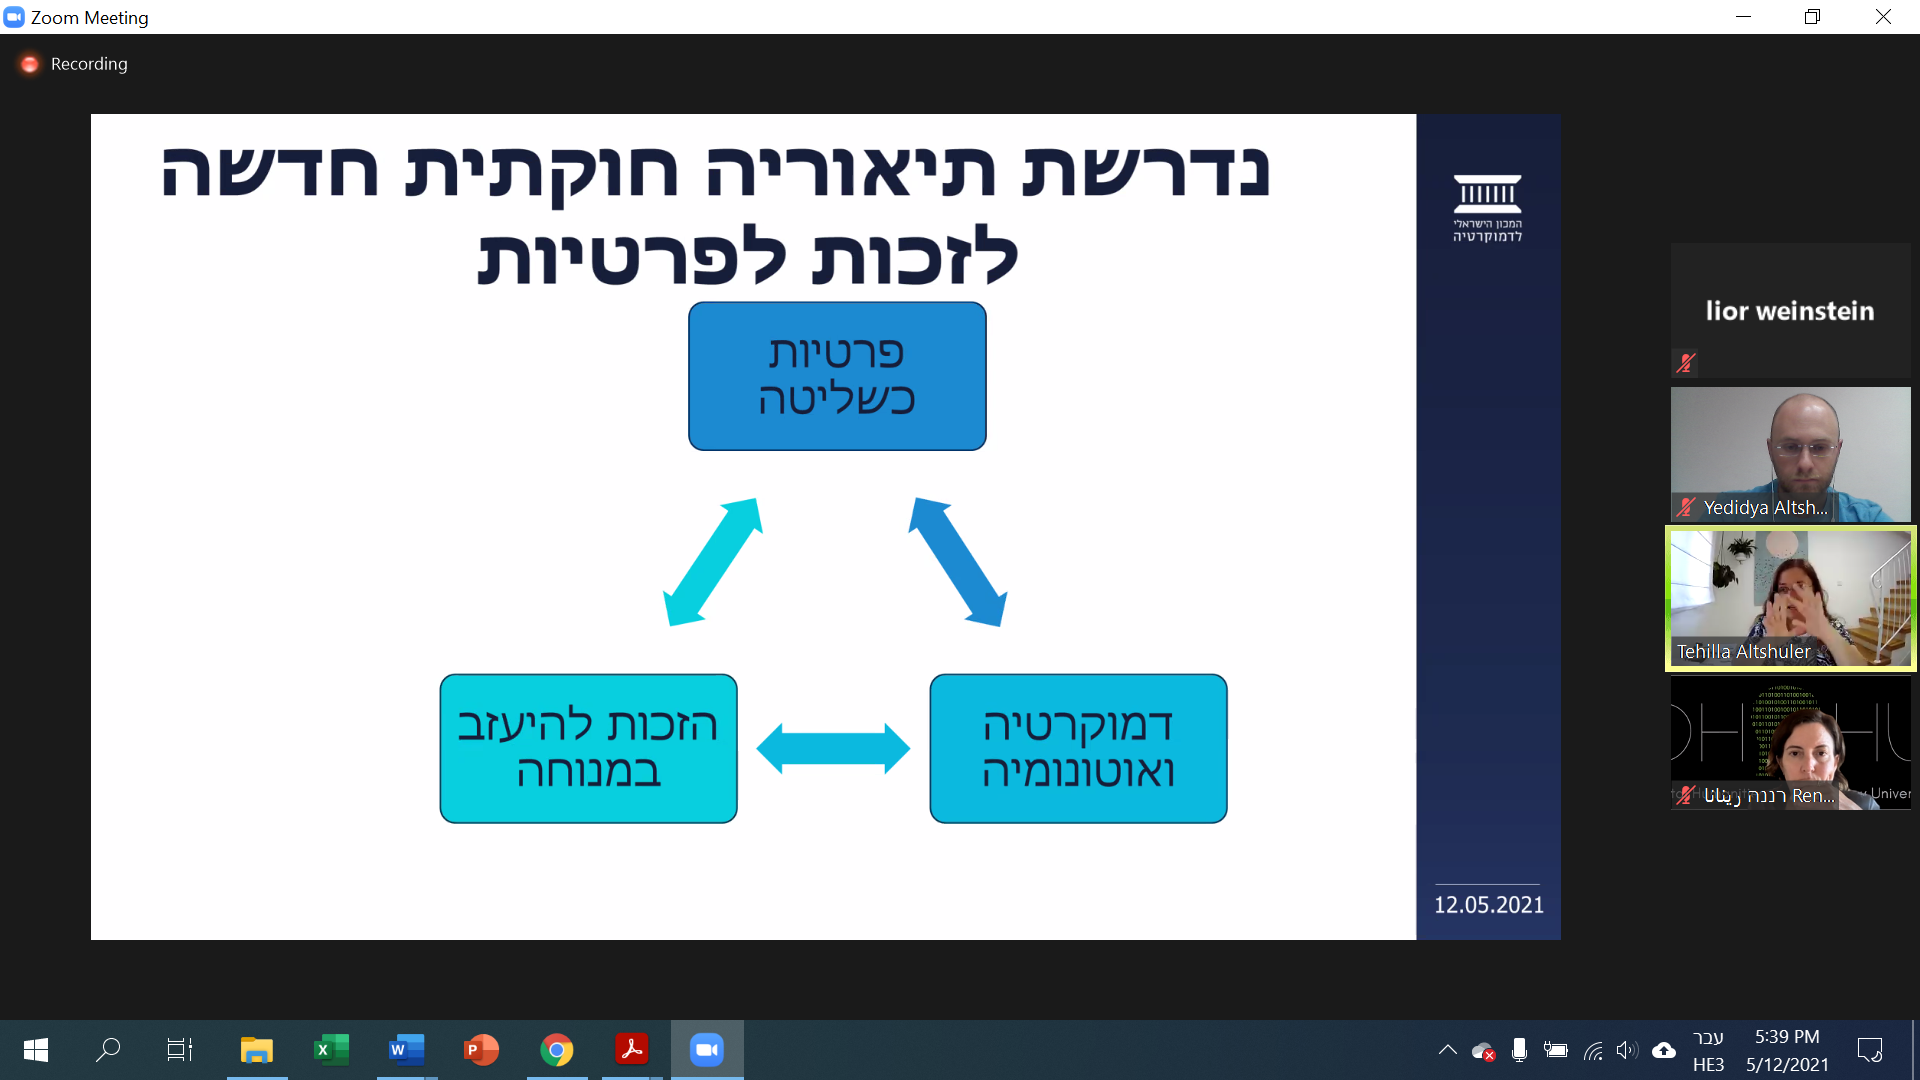 Zoom Meeting
Recording
נדרשת תיאוריה חוקתית חדשה
לזכות לפרטיות
פרטיות
כשליטה
הזכות להיעזב
במנוחה
דמוקרטיה
ואוטונומיה
המכון הישראלי
לדמוקרטיה
12.05.2021
lior weinstein
Yedidya Altsh...
Tehilla Altshuler
רננה رينانا Ren...
Univer
עבר
HE3
5:39 PM
5/12/2021